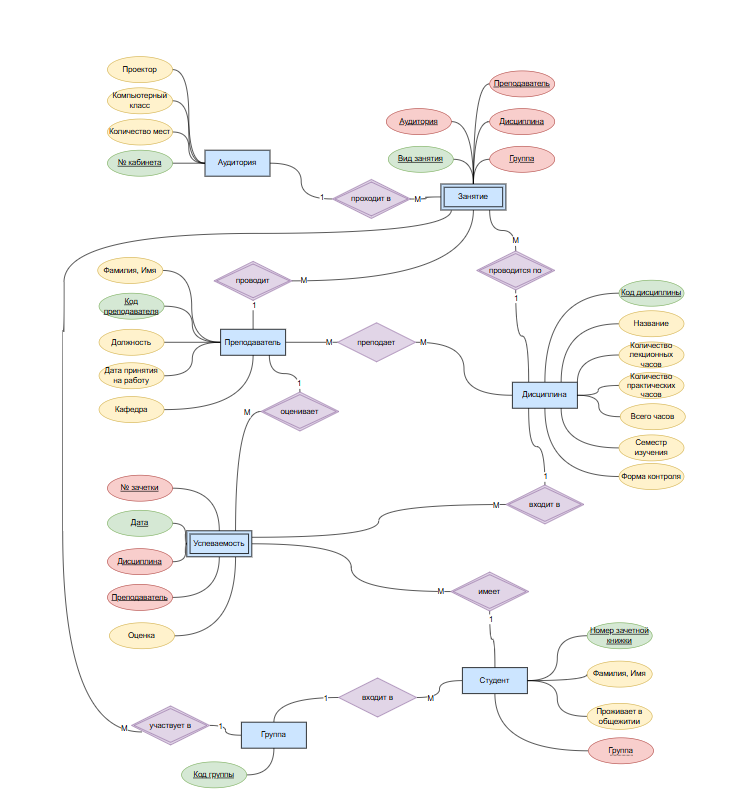 Проектор
Компьютерный
класс
Количество мест
№ кабинета
Аудитория
Преподаватель
Аудитория
Дисциплина
Вид занятия
Группа
1
проходит в
М
Занятие
М
проводится по
1
Фамилия, Имя
Код
преподавателя
Должность
Дата принятия
на работу
Кафедра
проводит
М
1
Преподаватель
М
преподает
М
1
М
оценивает
Код дисциплины
Название
Количество
лекционных
часов
Количество
практических
часов
Всего часов
Семестр
изучения
Форма контроля
Дисциплина
1
М
входит в
№ зачетки
Дата
Дисциплина
Преподаватель
Оценка
Успеваемость
М
имеет
1
Номер зачетной
книжки
Фамилия, Имя
Проживает в
общежитии
Группа
Студент
1
входит в
М
М
участвует в
1
Группа
Код группы